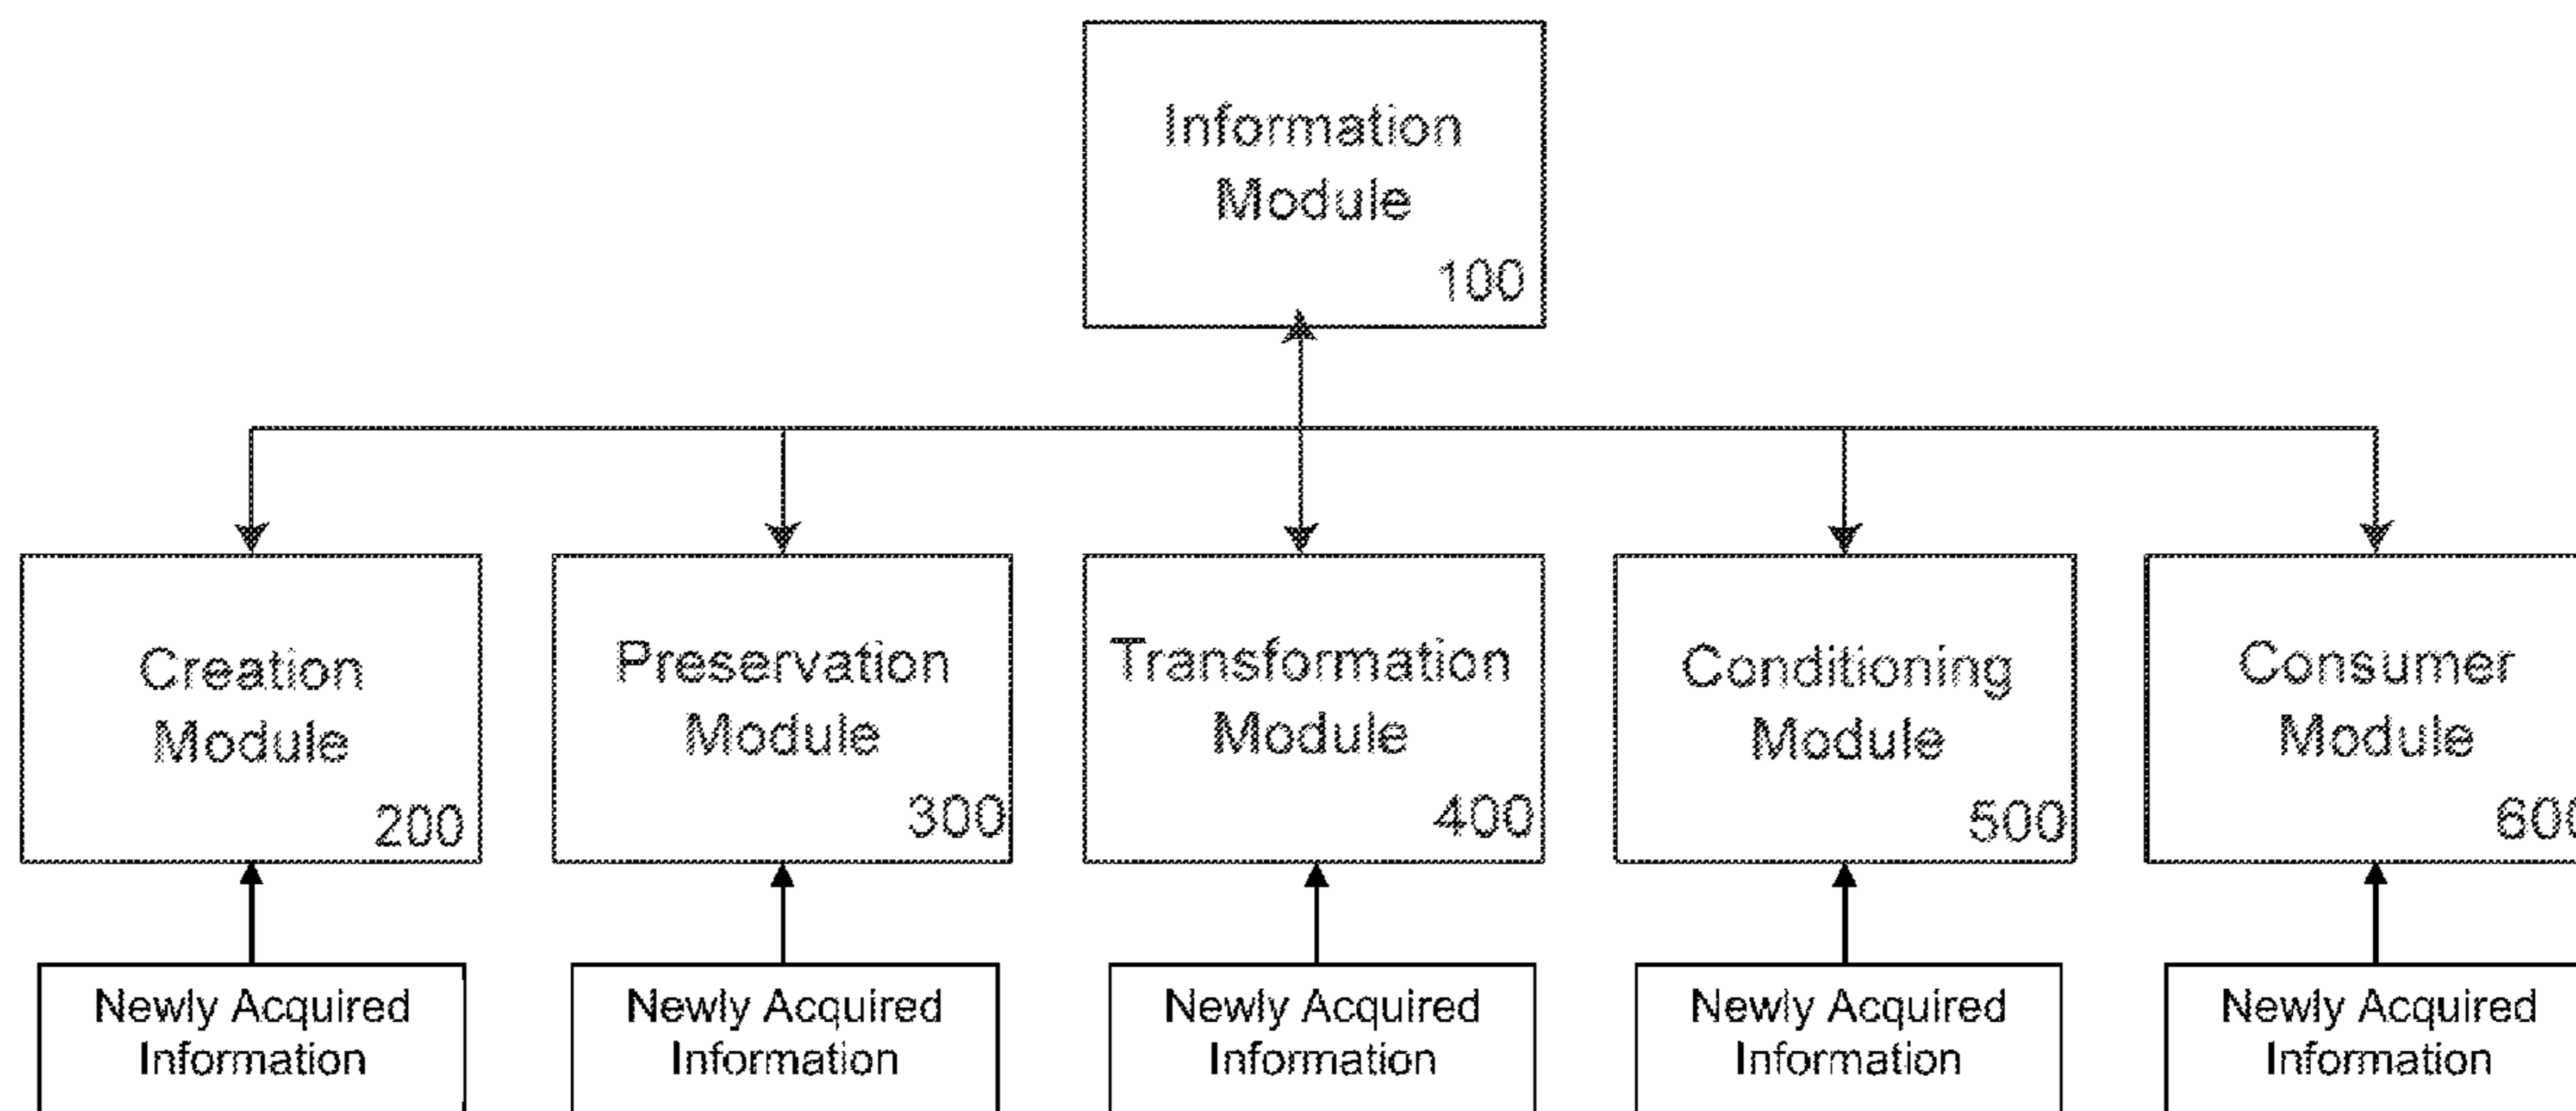 Information
Module
100
Creation
Module
200
Preservation
Module
300
Transformation
Module
400
Conditioning
Module
500
Consumer
Module
600
Newly Acquired
Information
Newly Acquired
Information
Newly Acquired
Information
Newly Acquired
Information
Newly Acquired
Information